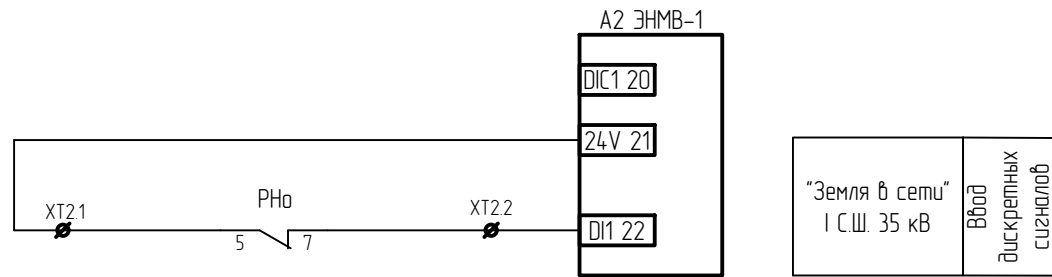 А2 ЭНМВ-1
DIC1 20
24V 21
XT2.1
РНо
5
7
XT2.2
DI1 22
"Земля в сети"
I С.Ш. 35 кВ
Ввод
дискретных
сигналов